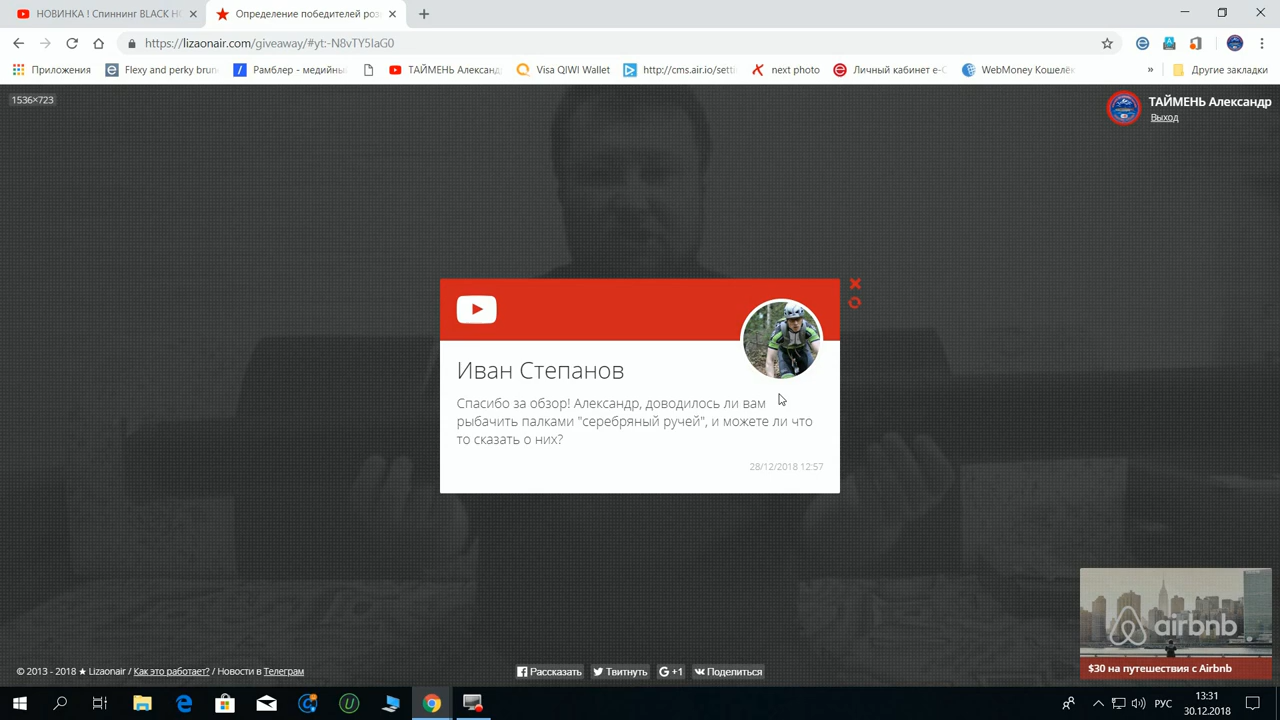 НОВИНКА ! Спиннинг BLACK H
Определение победителей роз
https://lizaonair.com/giveaway/#yt:-N8vTY5IaG0
Приложения
Flexy and perky brun
Рамблер - медийны
ТАЙМЕНЬ Александ
Visa QIWI Wallet
http://cms.air.io/setti
next photo
Личный кабинет e-C
WebMoney Кошелёк
»
Другие закладки
1536×723
ТАЙМЕНЬ Александр
Выход
Иван Степанов
Спасибо за обзор! Александр, доводилось ли вам
рыбачить палками "серебряный ручей", и можете ли что
то сказать о них?
28/12/2018 12:57
airbnb
$30 на путешествия с Airbnb
© 2013 - 2018 ★ Lizaonair / Как это работает? / Новости в Телеграм
Рассказать
Твитнуть
G+ +1
Поделиться
РУС
13:31
30.12.2018